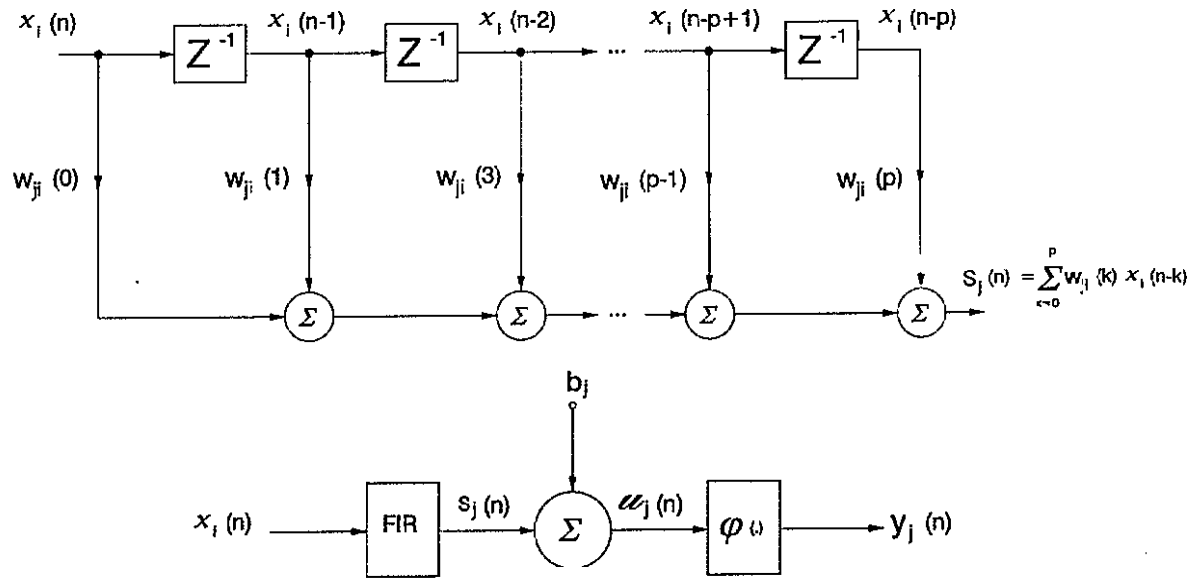 x_i (n) Z^-1 x_i (n-1) Z^-1 x_i (n-2) ... x_i (n-p+1) Z^-1 x_i (n-p)
w_ji (0) w_ji (1) w_ji (3) w_ji (p-1) w_ji (p)
Σ Σ ... Σ Σ S_j (n) = Σ_{κ=0}^{p} w_ji (k) x_i (n-k)
b_j
x_i (n) FIR s_j (n) Σ u_j (n) φ (.) y_j (n)